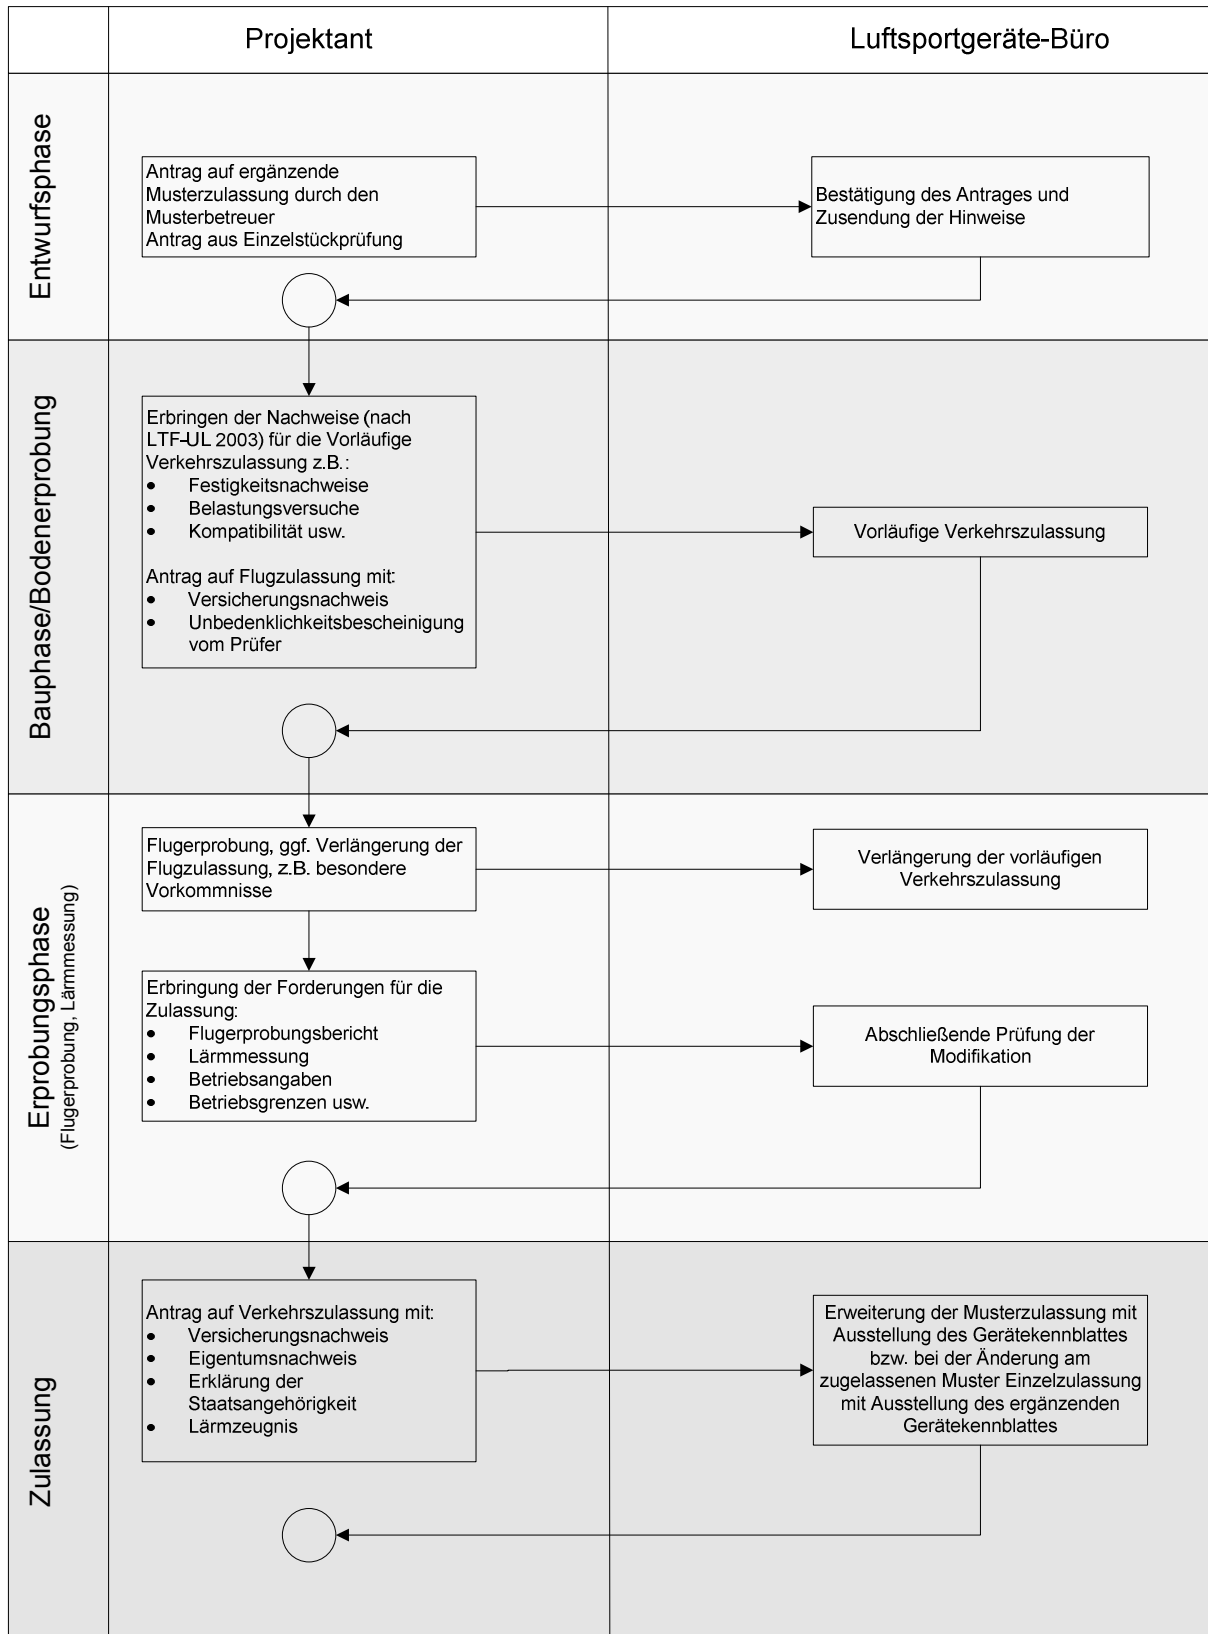 Projektant
Luftsportgeräte-Büro
Entwurfsphase
Antrag auf ergänzende
Musterzulassung durch den
Musterbetreuer
Antrag aus Einzelstückprüfung
Bestätigung des Antrages und
Zusendung der Hinweise
Bauphase/Bodenerprobung
Erbringen der Nachweise (nach
LTF-UL 2003) für die Vorläufige
Verkehrszulassung z.B.:
• Festigkeitsnachweise
• Belastungsversuche
• Kompatibilität usw.
Antrag auf Flugzulassung mit:
• Versicherungsnachweis
• Unbedenklichkeitsbescheinigung
vom Prüfer
Vorläufige Verkehrszulassung
Erprobungsphase
(Flugerprobung, Lärmmessung)
Flugerprobung, ggf. Verlängerung der
Flugzulassung, z.B. besondere
Vorkommnisse
Verlängerung der vorläufigen
Verkehrszulassung
Erbringung der Forderungen für die
Zulassung:
• Flugerprobungsbericht
• Lärmmessung
• Betriebsangaben
• Betriebsgrenzen usw.
Abschließende Prüfung der
Modifikation
Zulassung
Antrag auf Verkehrszulassung mit:
• Versicherungsnachweis
• Eigentumsnachweis
• Erklärung der
Staatsangehörigkeit
• Lärmzeugnis
Erweiterung der Musterzulassung mit
Ausstellung des Gerätekennblattes
bzw. bei der Änderung am
zugelassenen Muster Einzelzulassung
mit Ausstellung des ergänzenden
Gerätekennblattes